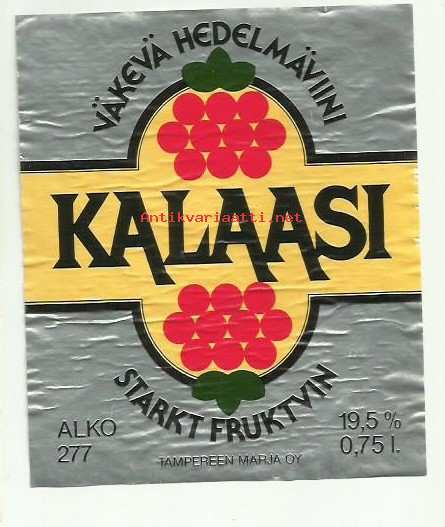 VÄKEVÄ HEDELMÄVIINI
KALAASI
Antikvariaatti.net
STARKT FRUKTVIN
ALKO
277
19,5 %
0,75 l.
TAMPEREEN MARJA OY